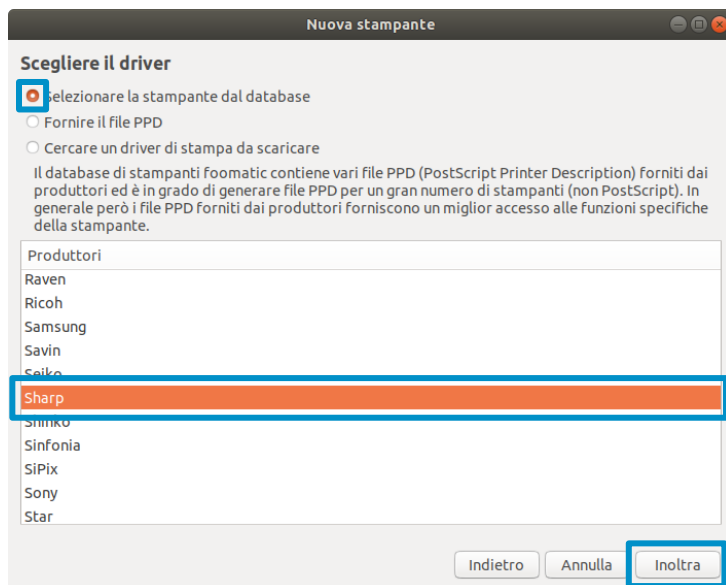 Nuova stampante
Scegliere il driver
Selezionare la stampante dal database
Fornire il file PPD
Cercare un driver di stampa da scaricare
Il database di stampanti foomatic contiene vari file PPD (PostScript Printer Description) forniti dai
produttori ed è in grado di generare file PPD per un gran numero di stampanti (non PostScript). In
generale però i file PPD forniti dai produttori forniscono un miglior accesso alle funzioni specifiche
della stampante.
Produttori
Raven
Ricoh
Samsung
Savin
Seiko
Sharp
Shinko
Sinfonia
SiPix
Sony
Star
Indietro
Annulla
Inoltra